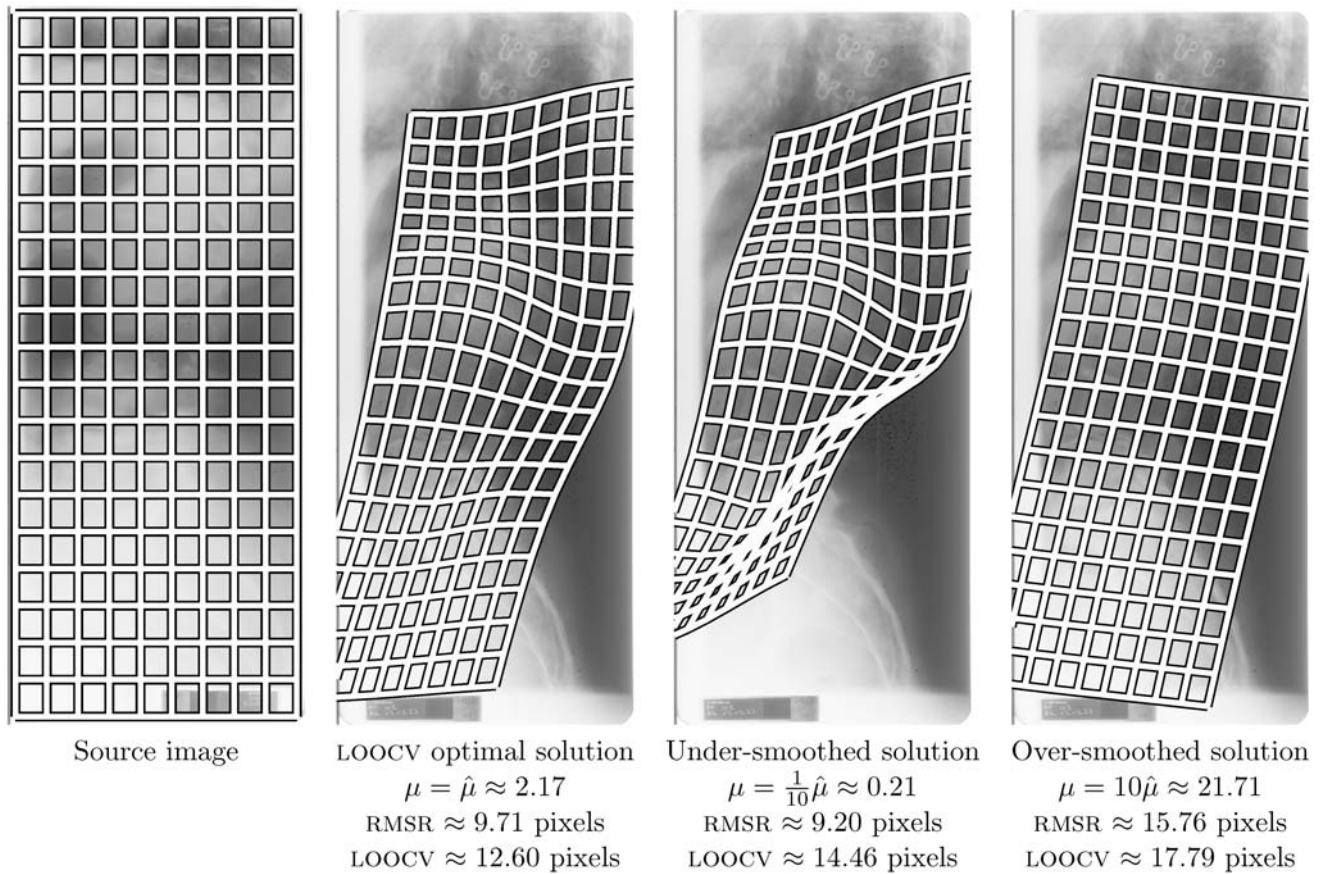 Source image
LOOCV optimal solution
μ = μ̂ ≈ 2.17
RMSR ≈ 9.71 pixels
LOOCV ≈ 12.60 pixels
Under-smoothed solution
μ = 1/10 μ̂ ≈ 0.21
RMSR ≈ 9.20 pixels
LOOCV ≈ 14.46 pixels
Over-smoothed solution
μ = 10μ̂ ≈ 21.71
RMSR ≈ 15.76 pixels
LOOCV ≈ 17.79 pixels